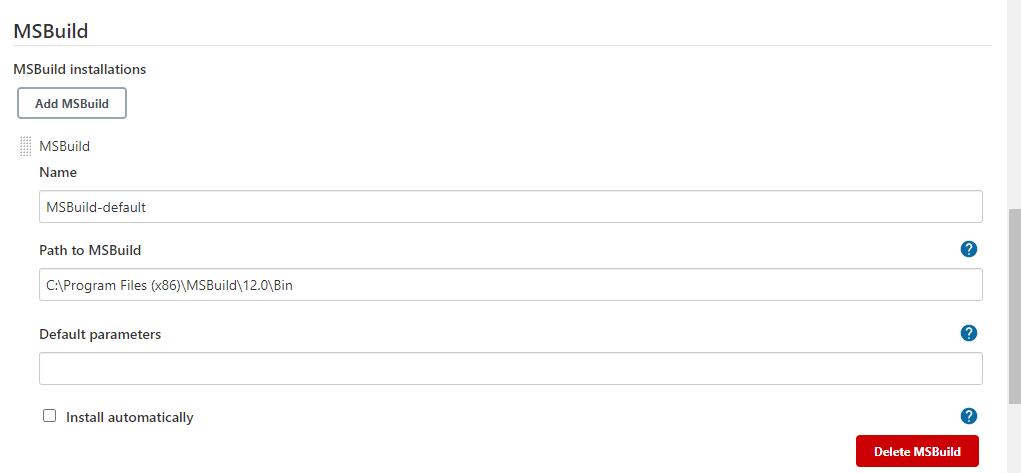 MSBuild
MSBuild installations
Add MSBuild
MSBuild
Name
MSBuild-default
Path to MSBuild
?
C:\Program Files (x86)\MSBuild\12.0\Bin
Default parameters
?
Install automatically
?
Delete MSBuild